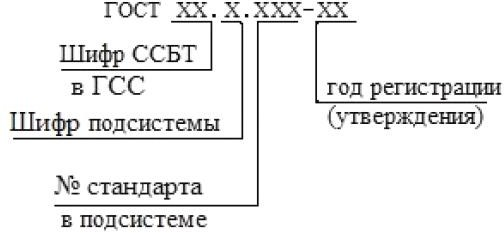 ГОСТ XX.X.XXX-XX
Шифр ССБТ
в ГСС
год регистрации
(утверждения)
Шифр подсистемы
№ стандарта
в подсистеме